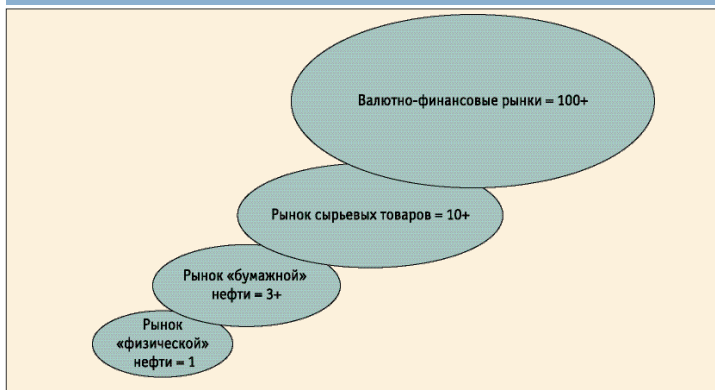 Валютно-финансовые рынки = 100+
Рынок сырьевых товаров = 10+
Рынок «бумажной»
нефти = 3+
Рынок
«физической»
нефти = 1